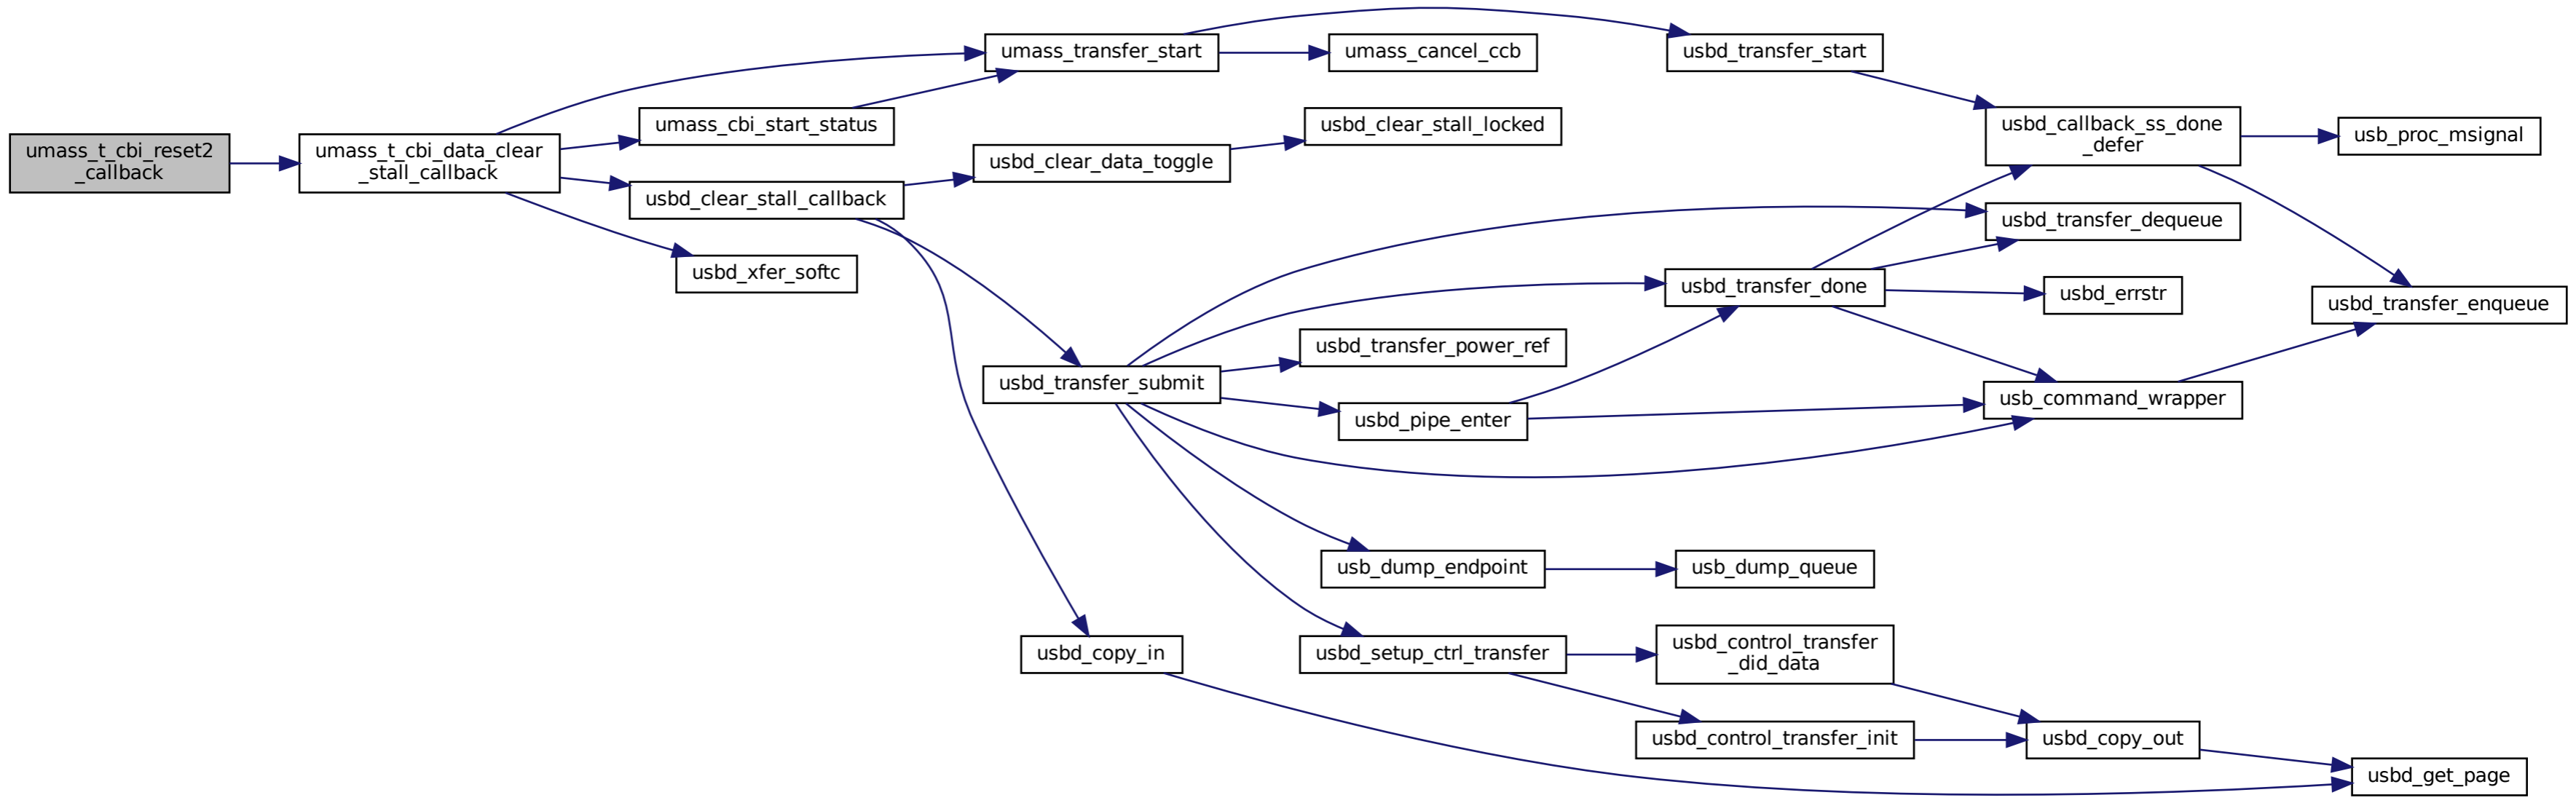 umass_t_cbi_reset2
_callback
umass_t_cbi_data_clear
_stall_callback
umass_transfer_start
umass_cbi_start_status
usbd_clear_stall_callback
usbd_xfer_softc
umass_cancel_ccb
usbd_transfer_start
usbd_clear_data_toggle
usbd_clear_stall_locked
usbd_callback_ss_done
_defer
usb_proc_msignal
usbd_transfer_dequeue
usbd_transfer_done
usbd_errstr
usbd_transfer_enqueue
usbd_transfer_power_ref
usbd_transfer_submit
usbd_pipe_enter
usb_command_wrapper
usb_dump_endpoint
usb_dump_queue
usbd_copy_in
usbd_setup_ctrl_transfer
usbd_control_transfer
_did_data
usbd_control_transfer_init
usbd_copy_out
usbd_get_page